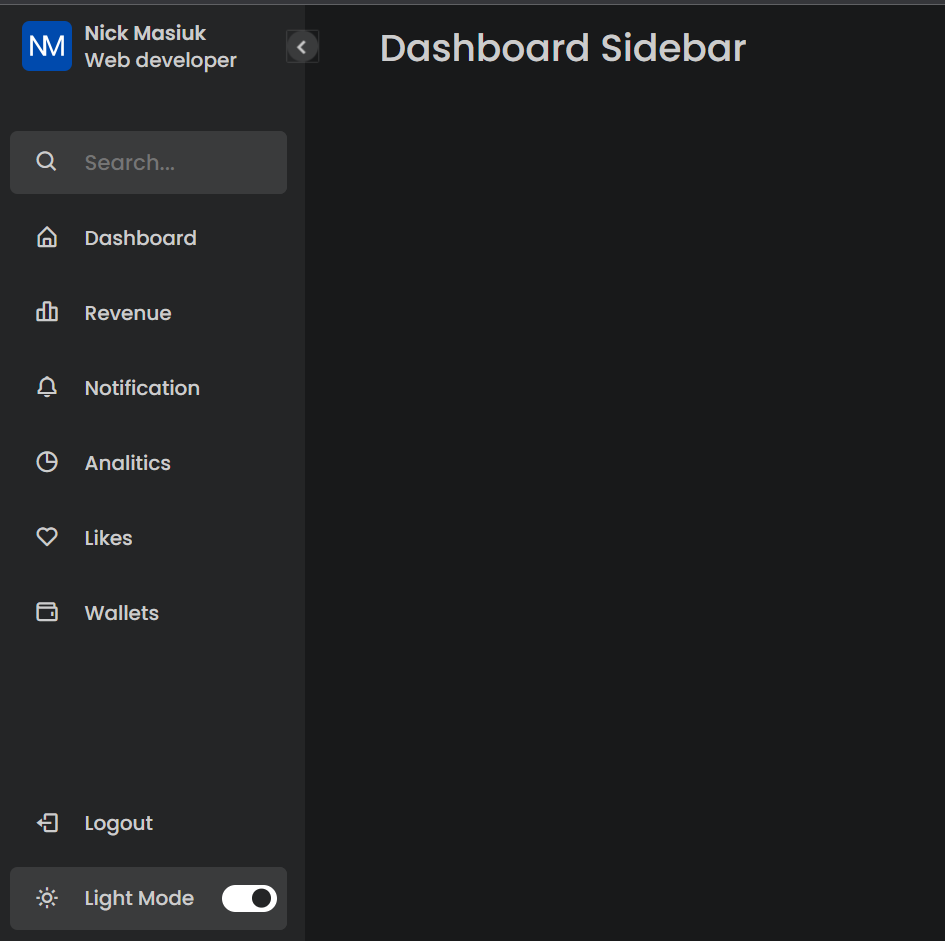 NM
Nick Masiuk
Web developer
Dashboard Sidebar
Search...
Dashboard
Revenue
Notification
Analitics
Likes
Wallets
Logout
Light Mode